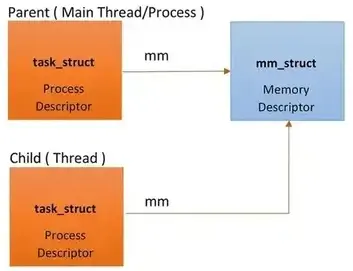 Parent ( Main Thread/Process )
task_struct
Process
Descriptor
mm
mm_struct
Memory
Descriptor
Child ( Thread )
task_struct
Process
Descriptor
mm